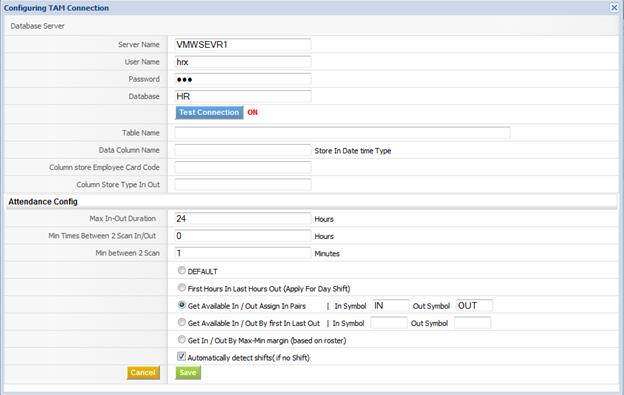 Configuring TAM Connection
Database Server
Server Name VMWSEVR1
User Name hrx
Password •••
Database HR
Test Connection ON
Table Name
Data Column Name Store In Date time Type
Column store Employee Card Code
Column Store Type In Out
Attendance Config
Max In-Out Duration 24 Hours
Min Times Between 2 Scan In/Out 0 Hours
Min between 2 Scan 1 Minutes
DEFAULT
First Hours In Last Hours Out (Apply For Day Shift)
Get Available In / Out Assign In Pairs | In Symbol IN Out Symbol OUT
Get Available In / Out By first In Last Out | In Symbol Out Symbol
Get In / Out By Max-Min margin (based on roster)
Automatically detect shifts( if no Shift)
Cancel Save